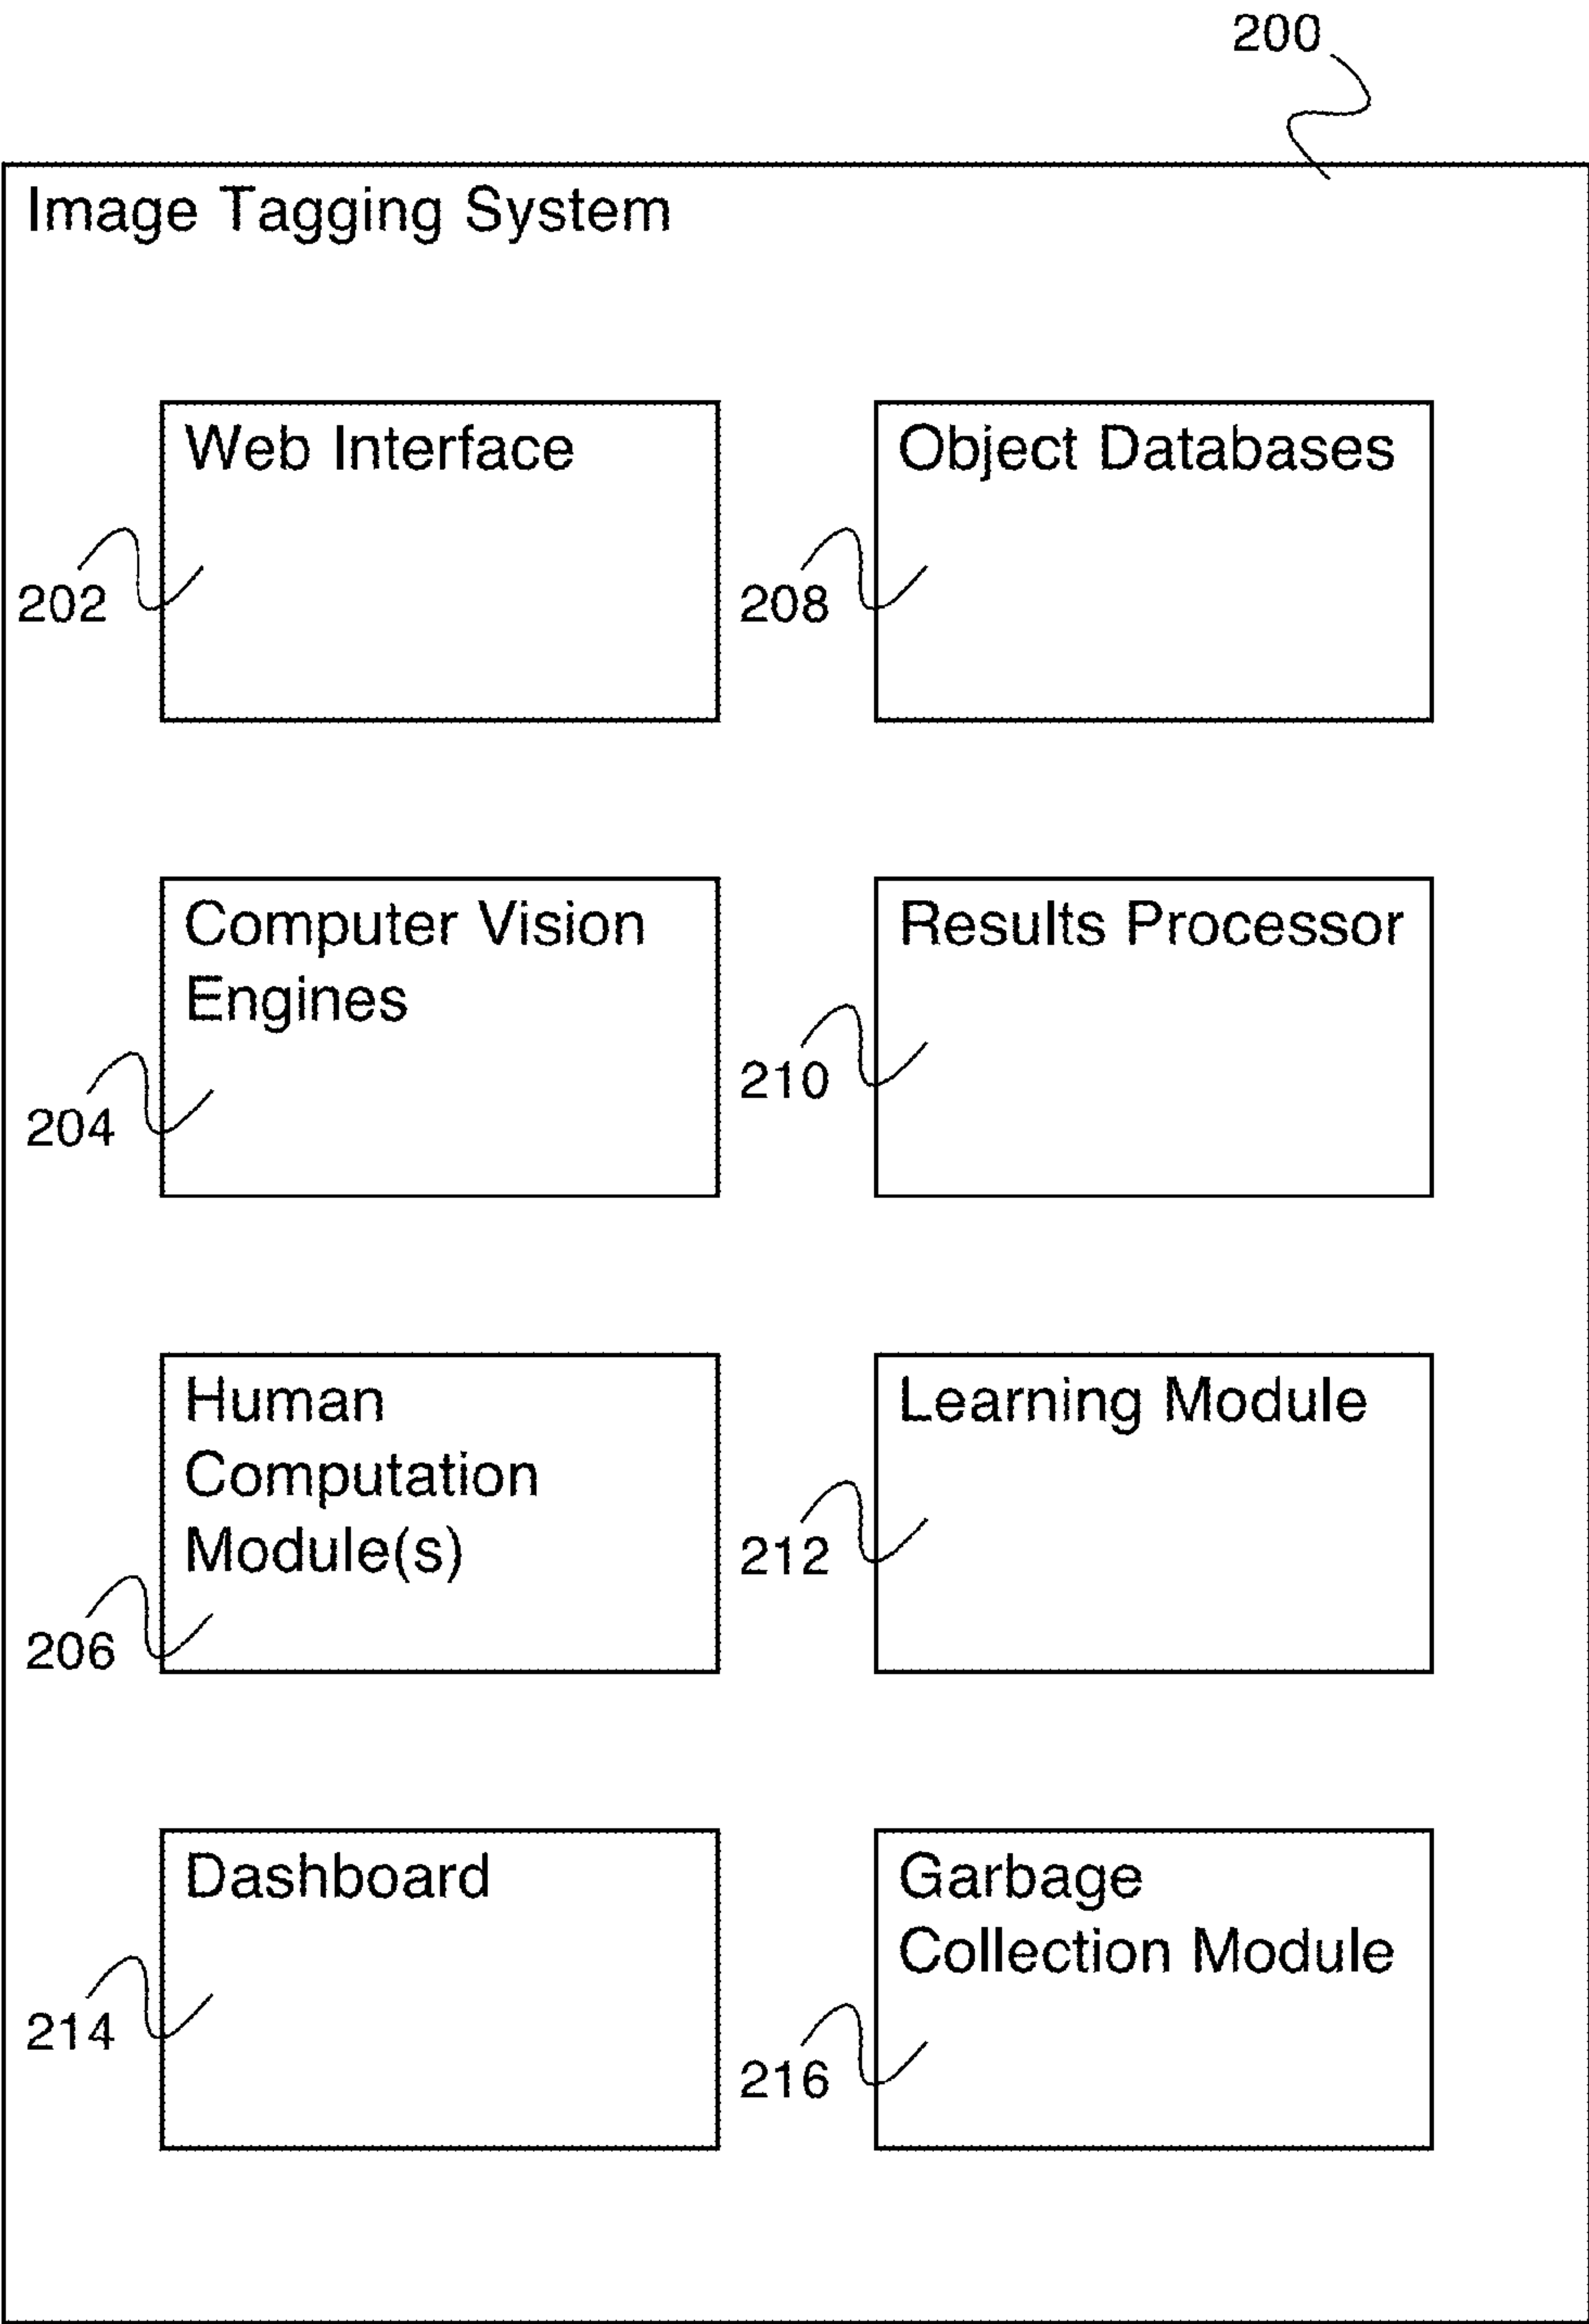 200
Image Tagging System
Web Interface
202
Object Databases
208
Computer Vision
Engines
204
Results Processor
210
Human
Computation
Module(s)
206
Learning Module
212
Dashboard
214
Garbage
Collection Module
216